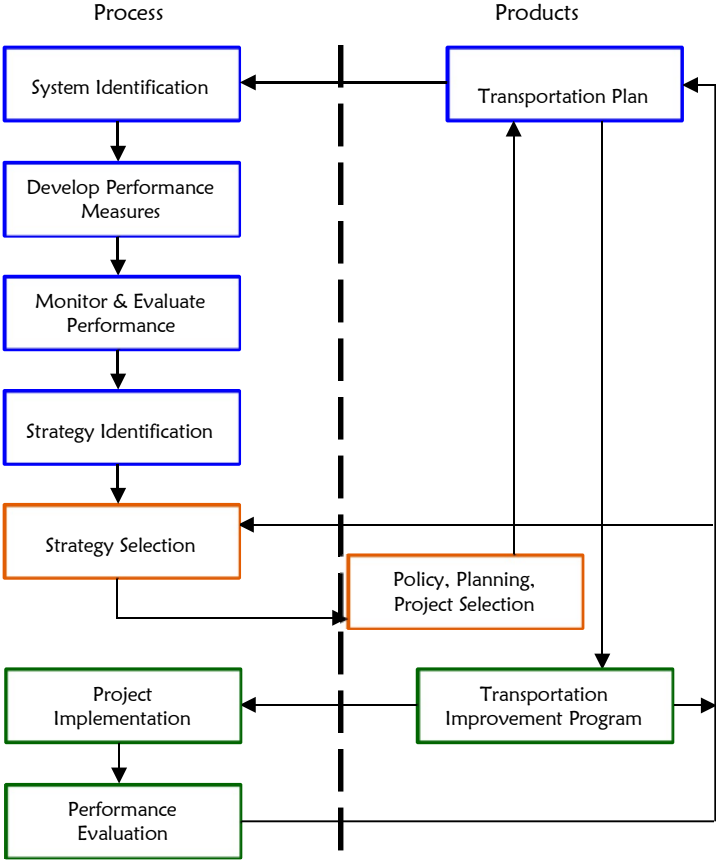 Process
Products
System Identification
Transportation Plan
Develop Performance
Measures
Monitor & Evaluate
Performance
Strategy Identification
Strategy Selection
Policy, Planning,
Project Selection
Project
Implementation
Transportation
Improvement Program
Performance
Evaluation